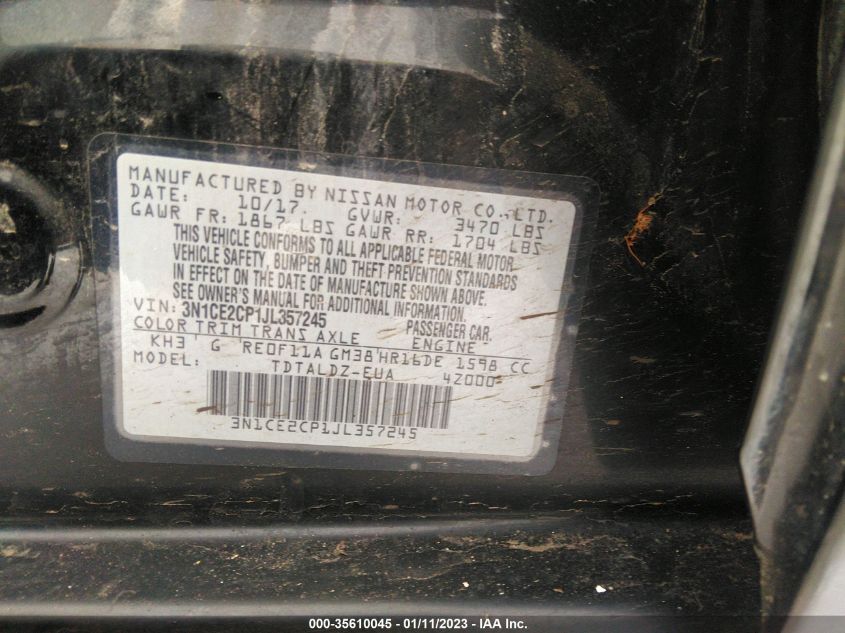 MANUFACTURED BY NISSAN MOTOR CO.,LTD.
DATE: 10/17. GVWR: 3470 LBS
GAWR FR: 1867 LBS GAWR RR: 1704 LBS
THIS VEHICLE CONFORMS TO ALL APPLICABLE FEDERAL MOTOR
VEHICLE SAFETY, BUMPER AND THEFT PREVENTION STANDARDS
IN EFFECT ON THE DATE OF MANUFACTURE SHOWN ABOVE.
SEE OWNER'S MANUAL FOR ADDITIONAL INFORMATION.
VIN: 3N1CE2CP1JL357245 PASSENGER CAR.
COLOR TRIM TRANS AXLE ENGINE
KH3 G RE0F11A GM38 HR16DE 1598 CC
MODEL: TDTALDZ-EUA 42000
3N1CE2CP1JL357245
000-35610045 - 01/11/2023 - IAA Inc.